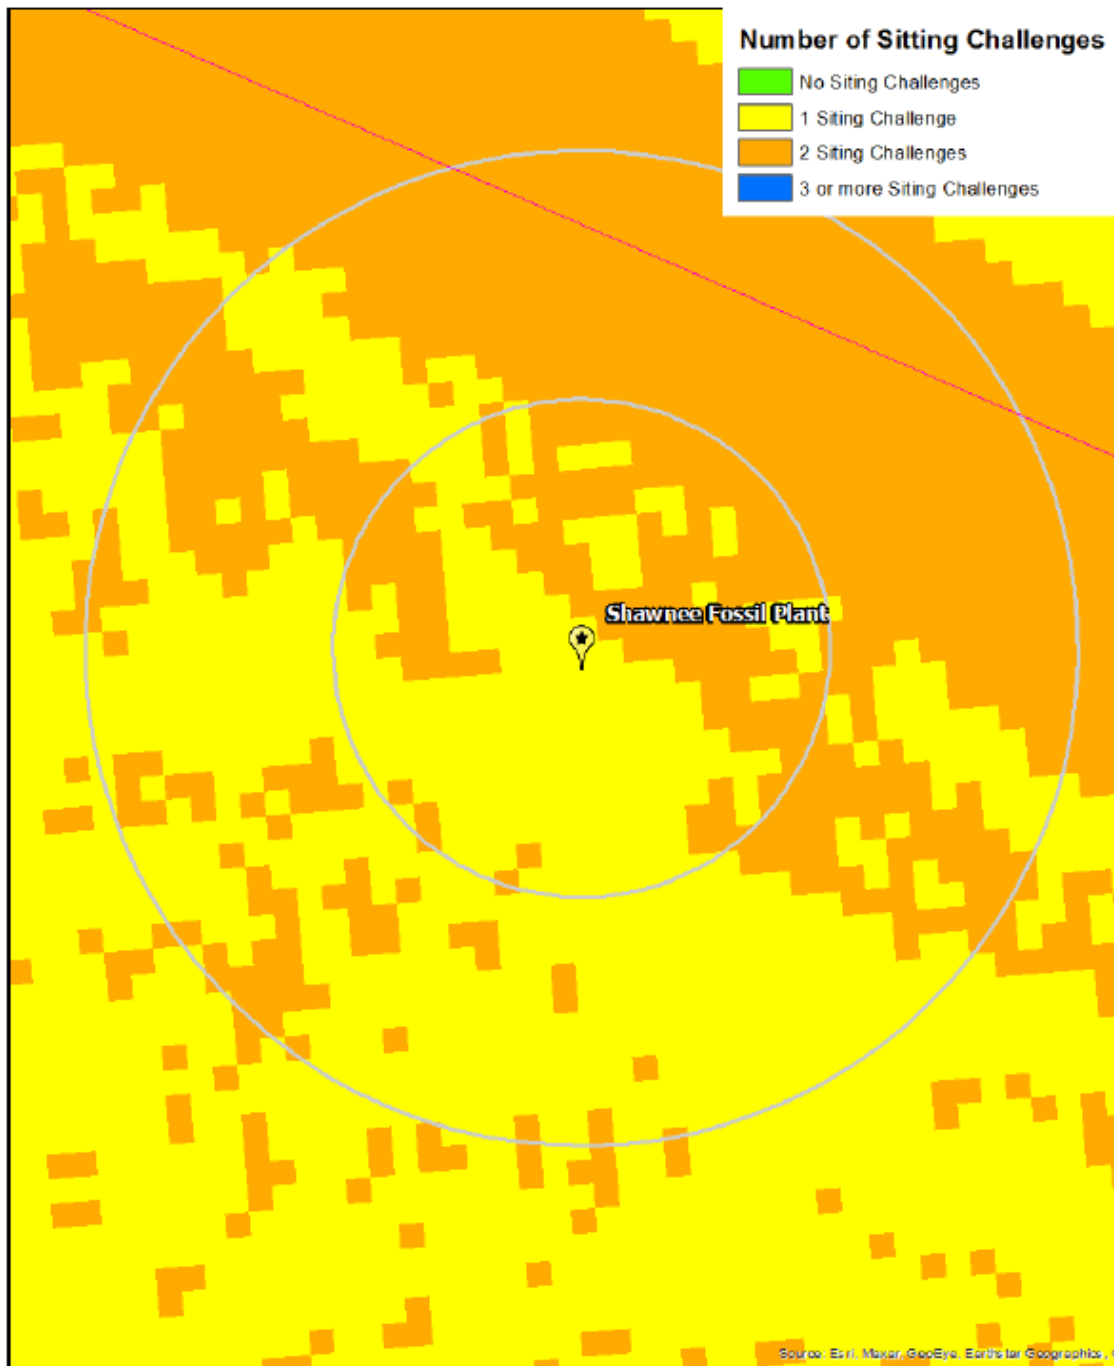 Number of Sitting Challenges
No Siting Challenges
1 Siting Challenge
2 Siting Challenges
3 or more Siting Challenges
Shawnee Fossil Plant
Source: Esri, Maxar, GeoEye, Earthstar Geographics,